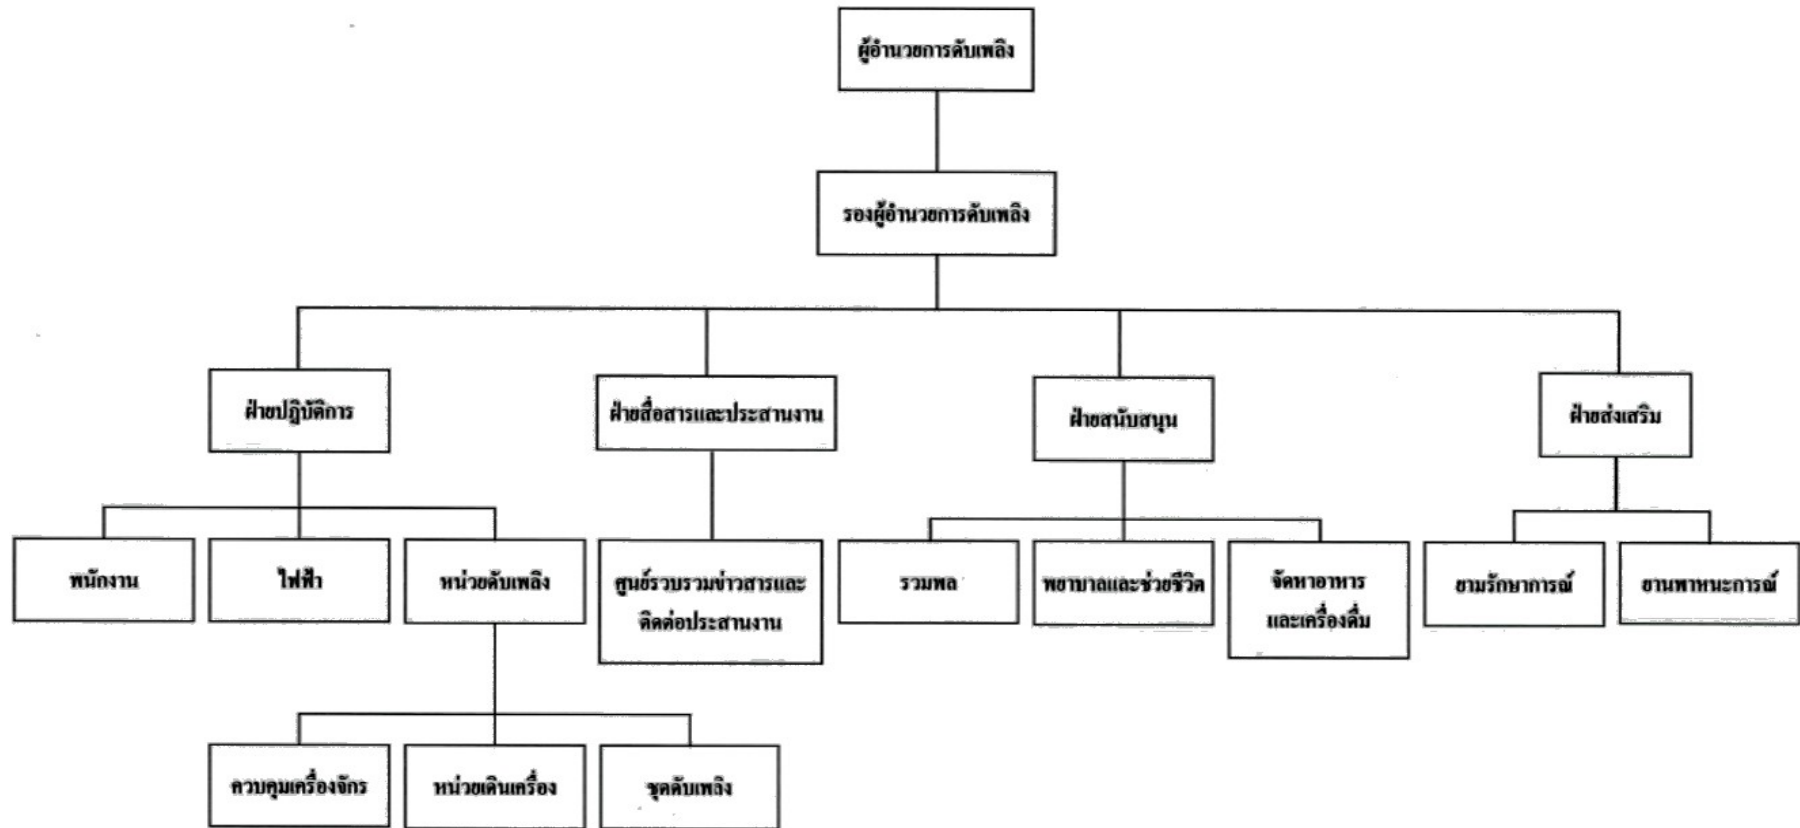 ผู้อำนวยการดับเพลิง
รองผู้อำนวยการดับเพลิง
ฝ่ายปฏิบัติการ
ฝ่ายสื่อสารและประสานงาน
ฝ่ายสนับสนุน
ฝ่ายส่งเสริม
พนักงาน
ไฟฟ้า
หน่วยดับเพลิง
ศูนย์รวบรวมข่าวสารและ
ติดต่อประสานงาน
รวมพล
พยาบาลและช่วยชีวิต
จัดหาอาหาร
และเครื่องดื่ม
ยามรักษาการณ์
ยานพาหนะการณ์
ควบคุมเครื่องจักร
หน่วยเดินเครื่อง
ชุดดับเพลิง